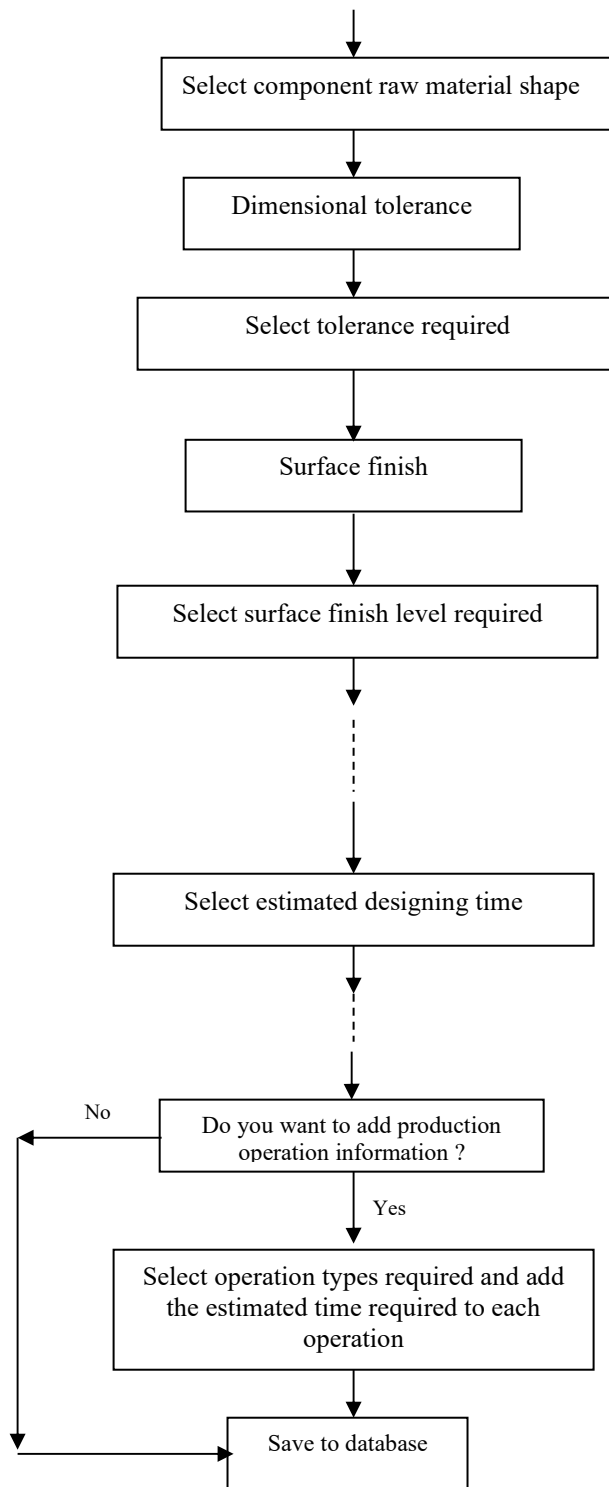 Select component raw material shape
Dimensional tolerance
Select tolerance required
Surface finish
Select surface finish level required
Select estimated designing time
No
Do you want to add production
operation information ?
Yes
Select operation types required and add
the estimated time required to each
operation
Save to database